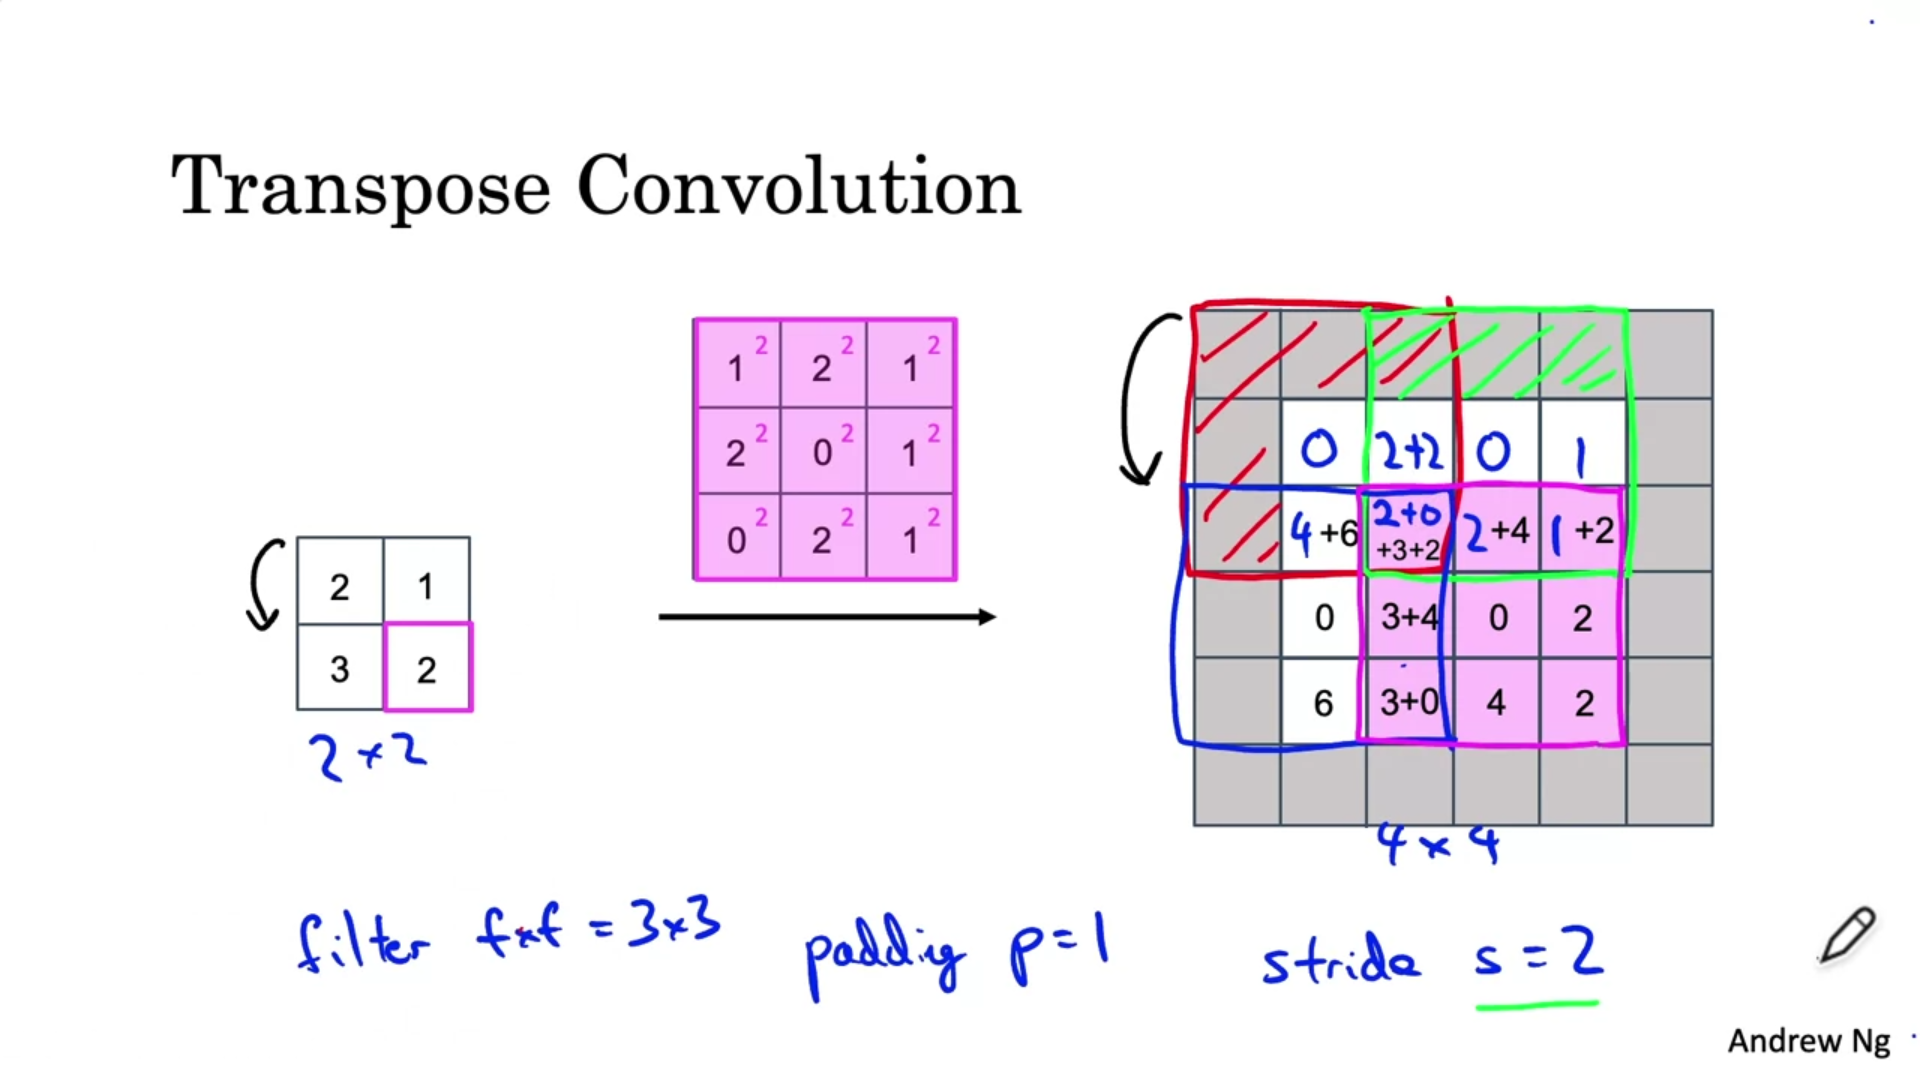 Transpose Convolution
1 2 2 2 1 2
2 2 0 2 1 2
0 2 2 2 1 2
2 1
3 2
2 x 2
0 2+2 0 1
4+6 2+0 +3+2 2+4 1+2
0 3+4 0 2
6 3+0 4 2
4 x 4
filter fxf = 3x3 padding p=1 stride s=2
Andrew Ng